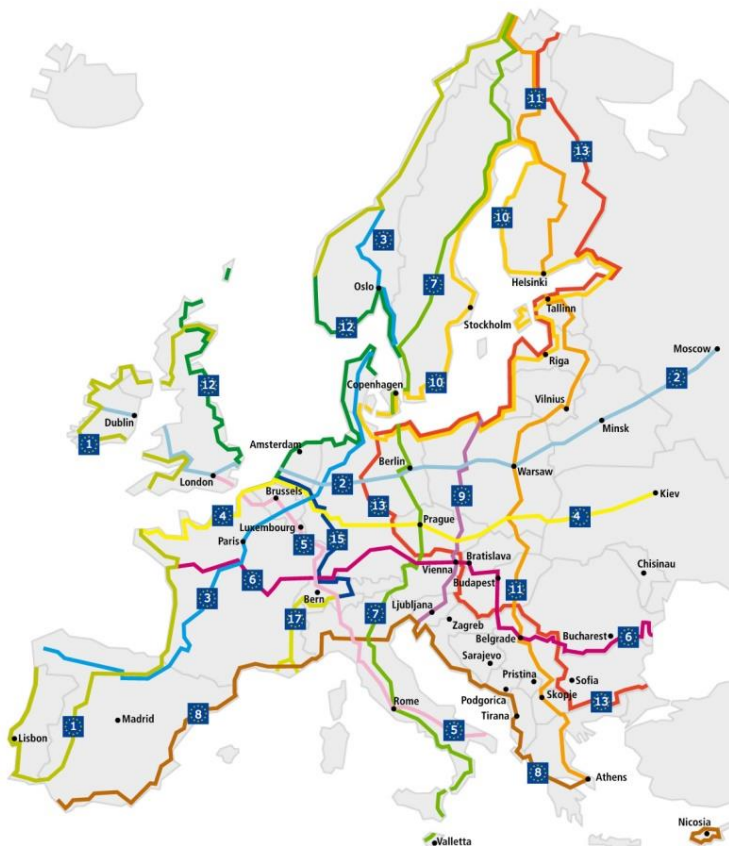 11
13
10
3
Oslo
7
Helsinki
12
Stockholm
Tallinn
Riga
Moscow
12
10
2
Copenhagen
Vilnius
Dublin
Minsk
1
Amsterdam
Berlin
Warsaw
London
2
9
Brussels
13
Kiev
4
Prague
4
Luxembourg
Paris
5
15
Vienna
Bratislava
Chisinau
6
Budapest
11
Bern
3
17
7
Ljubljana
Zagreb
Belgrade
Bucharest
6
Sarajevo
Pristina
Sofia
8
Rome
Podgorica
Skopje
13
1
Madrid
Tirana
Lisbon
5
8
Athens
Nicosia
Valletta